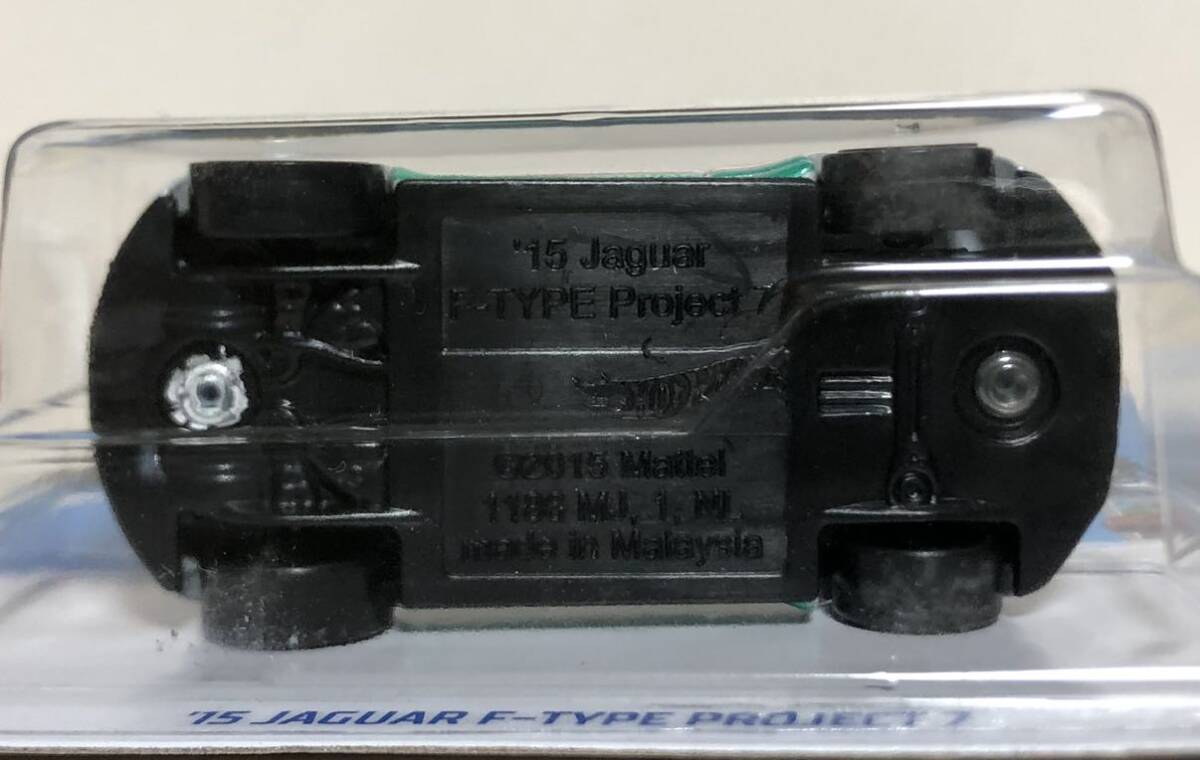 '15 Jaguar
F-TYPE Project 7
HOT
©2015 Mattel
1186 MJ, 1, NL
made in Malaysia
'15 JAGUAR F-TYPE PROJECT 7